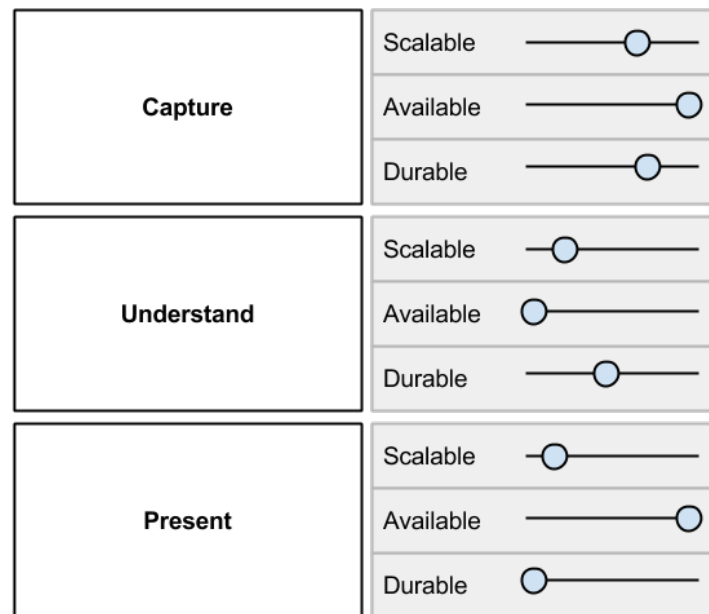 Capture
Scalable
Available
Durable
Understand
Scalable
Available
Durable
Present
Scalable
Available
Durable